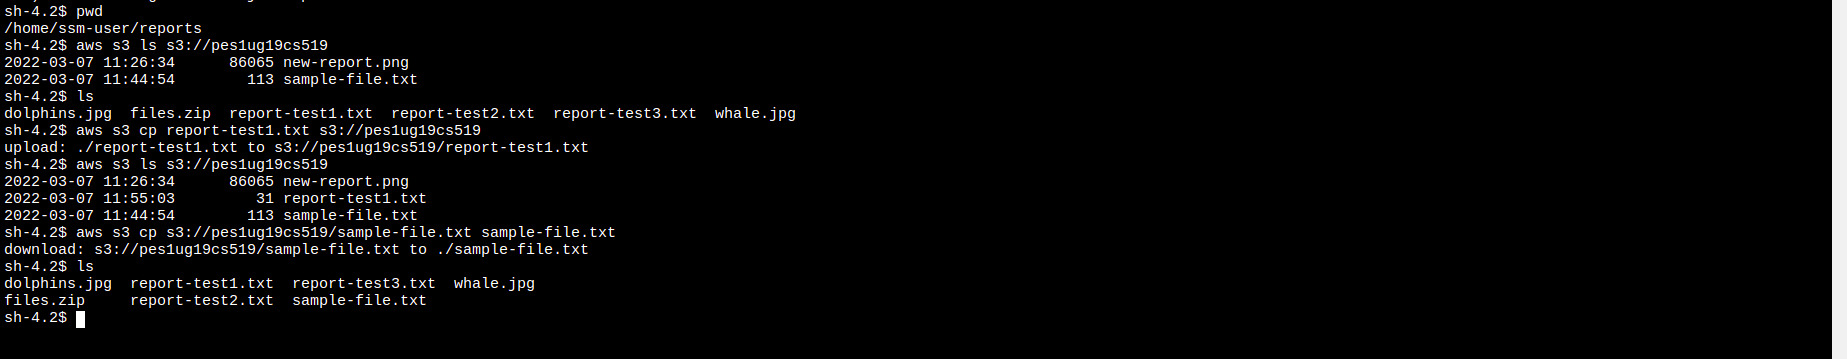 sh-4.2$ pwd
/home/ssm-user/reports
sh-4.2$ aws s3 ls s3://pes1ug19cs519
2022-03-07 11:26:34      86065 new-report.png
2022-03-07 11:44:54        113 sample-file.txt
sh-4.2$ ls
dolphins.jpg  files.zip  report-test1.txt  report-test2.txt  report-test3.txt  whale.jpg
sh-4.2$ aws s3 cp report-test1.txt s3://pes1ug19cs519
upload: ./report-test1.txt to s3://pes1ug19cs519/report-test1.txt
sh-4.2$ aws s3 ls s3://pes1ug19cs519
2022-03-07 11:26:34      86065 new-report.png
2022-03-07 11:55:03         31 report-test1.txt
2022-03-07 11:44:54        113 sample-file.txt
sh-4.2$ aws s3 cp s3://pes1ug19cs519/sample-file.txt sample-file.txt
download: s3://pes1ug19cs519/sample-file.txt to ./sample-file.txt
sh-4.2$ ls
dolphins.jpg  report-test1.txt  report-test3.txt  whale.jpg
files.zip     report-test2.txt  sample-file.txt
sh-4.2$